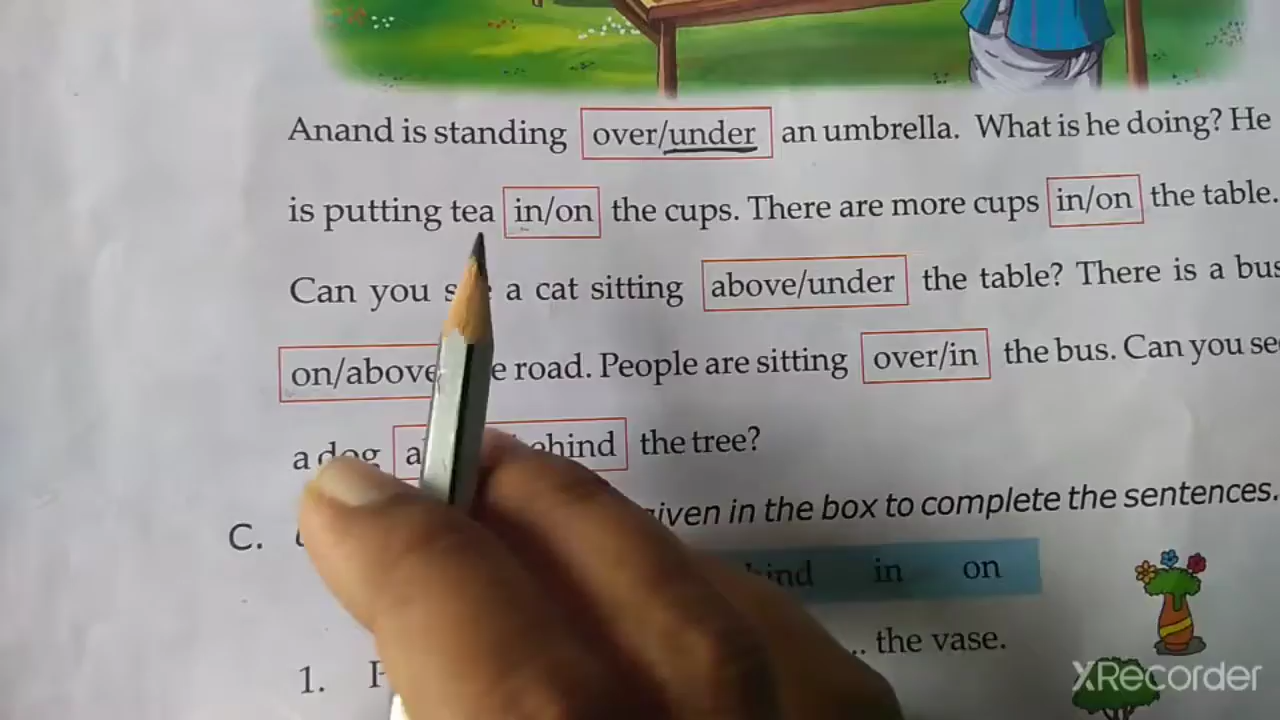 Anand is standing over/under an umbrella. What is he doing? He
is putting tea in/on the cups. There are more cups in/on the table.
Can you a cat sitting above/under the table? There is a bus
on/above road. People are sitting over/in the bus. Can you see
a dog behind the tree?
C. given in the box to complete the sentences.
in on
1. .. the vase.
XRecorder